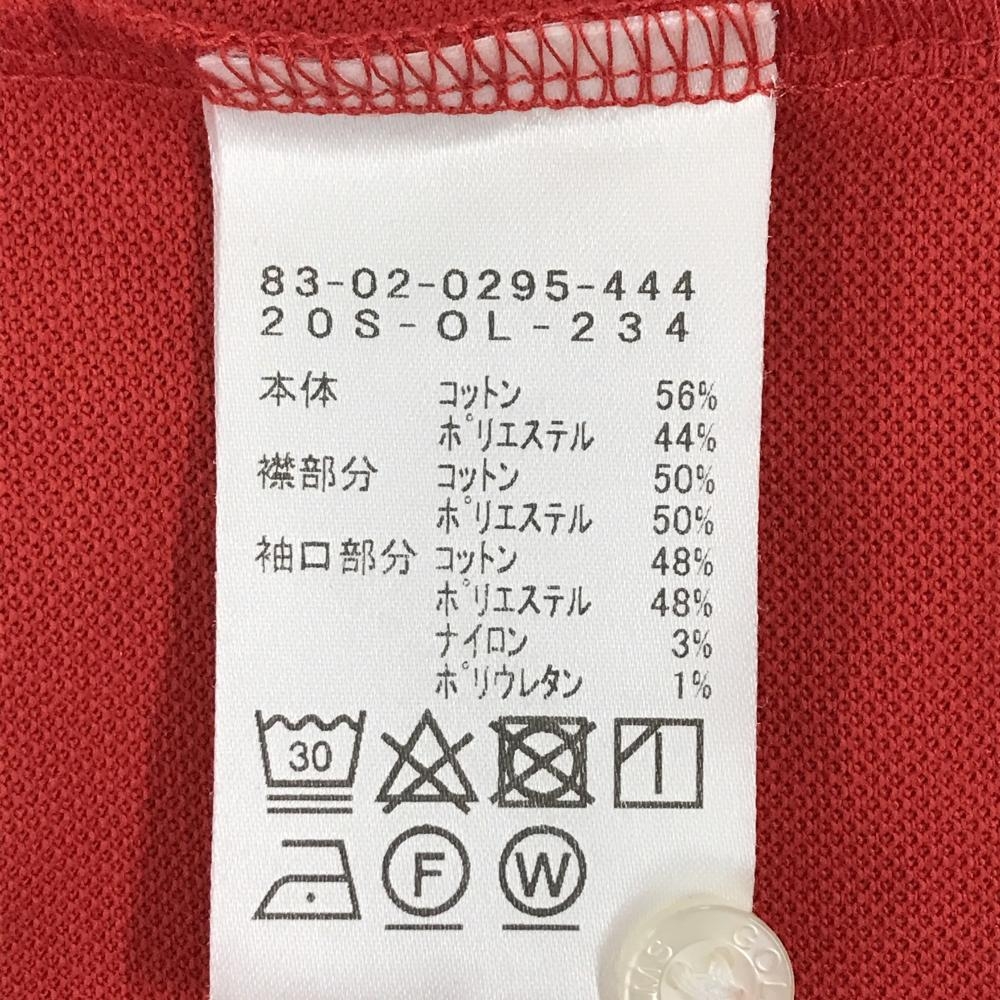 83-02-0295-444
20S-OL-234
本体 コットン 56%
ポリエステル 44%
襟部分 コットン 50%
ポリエステル 50%
袖口部分 コットン 48%
ポリエステル 48%
ナイロン 3%
ポリウレタン 1%
30
F W